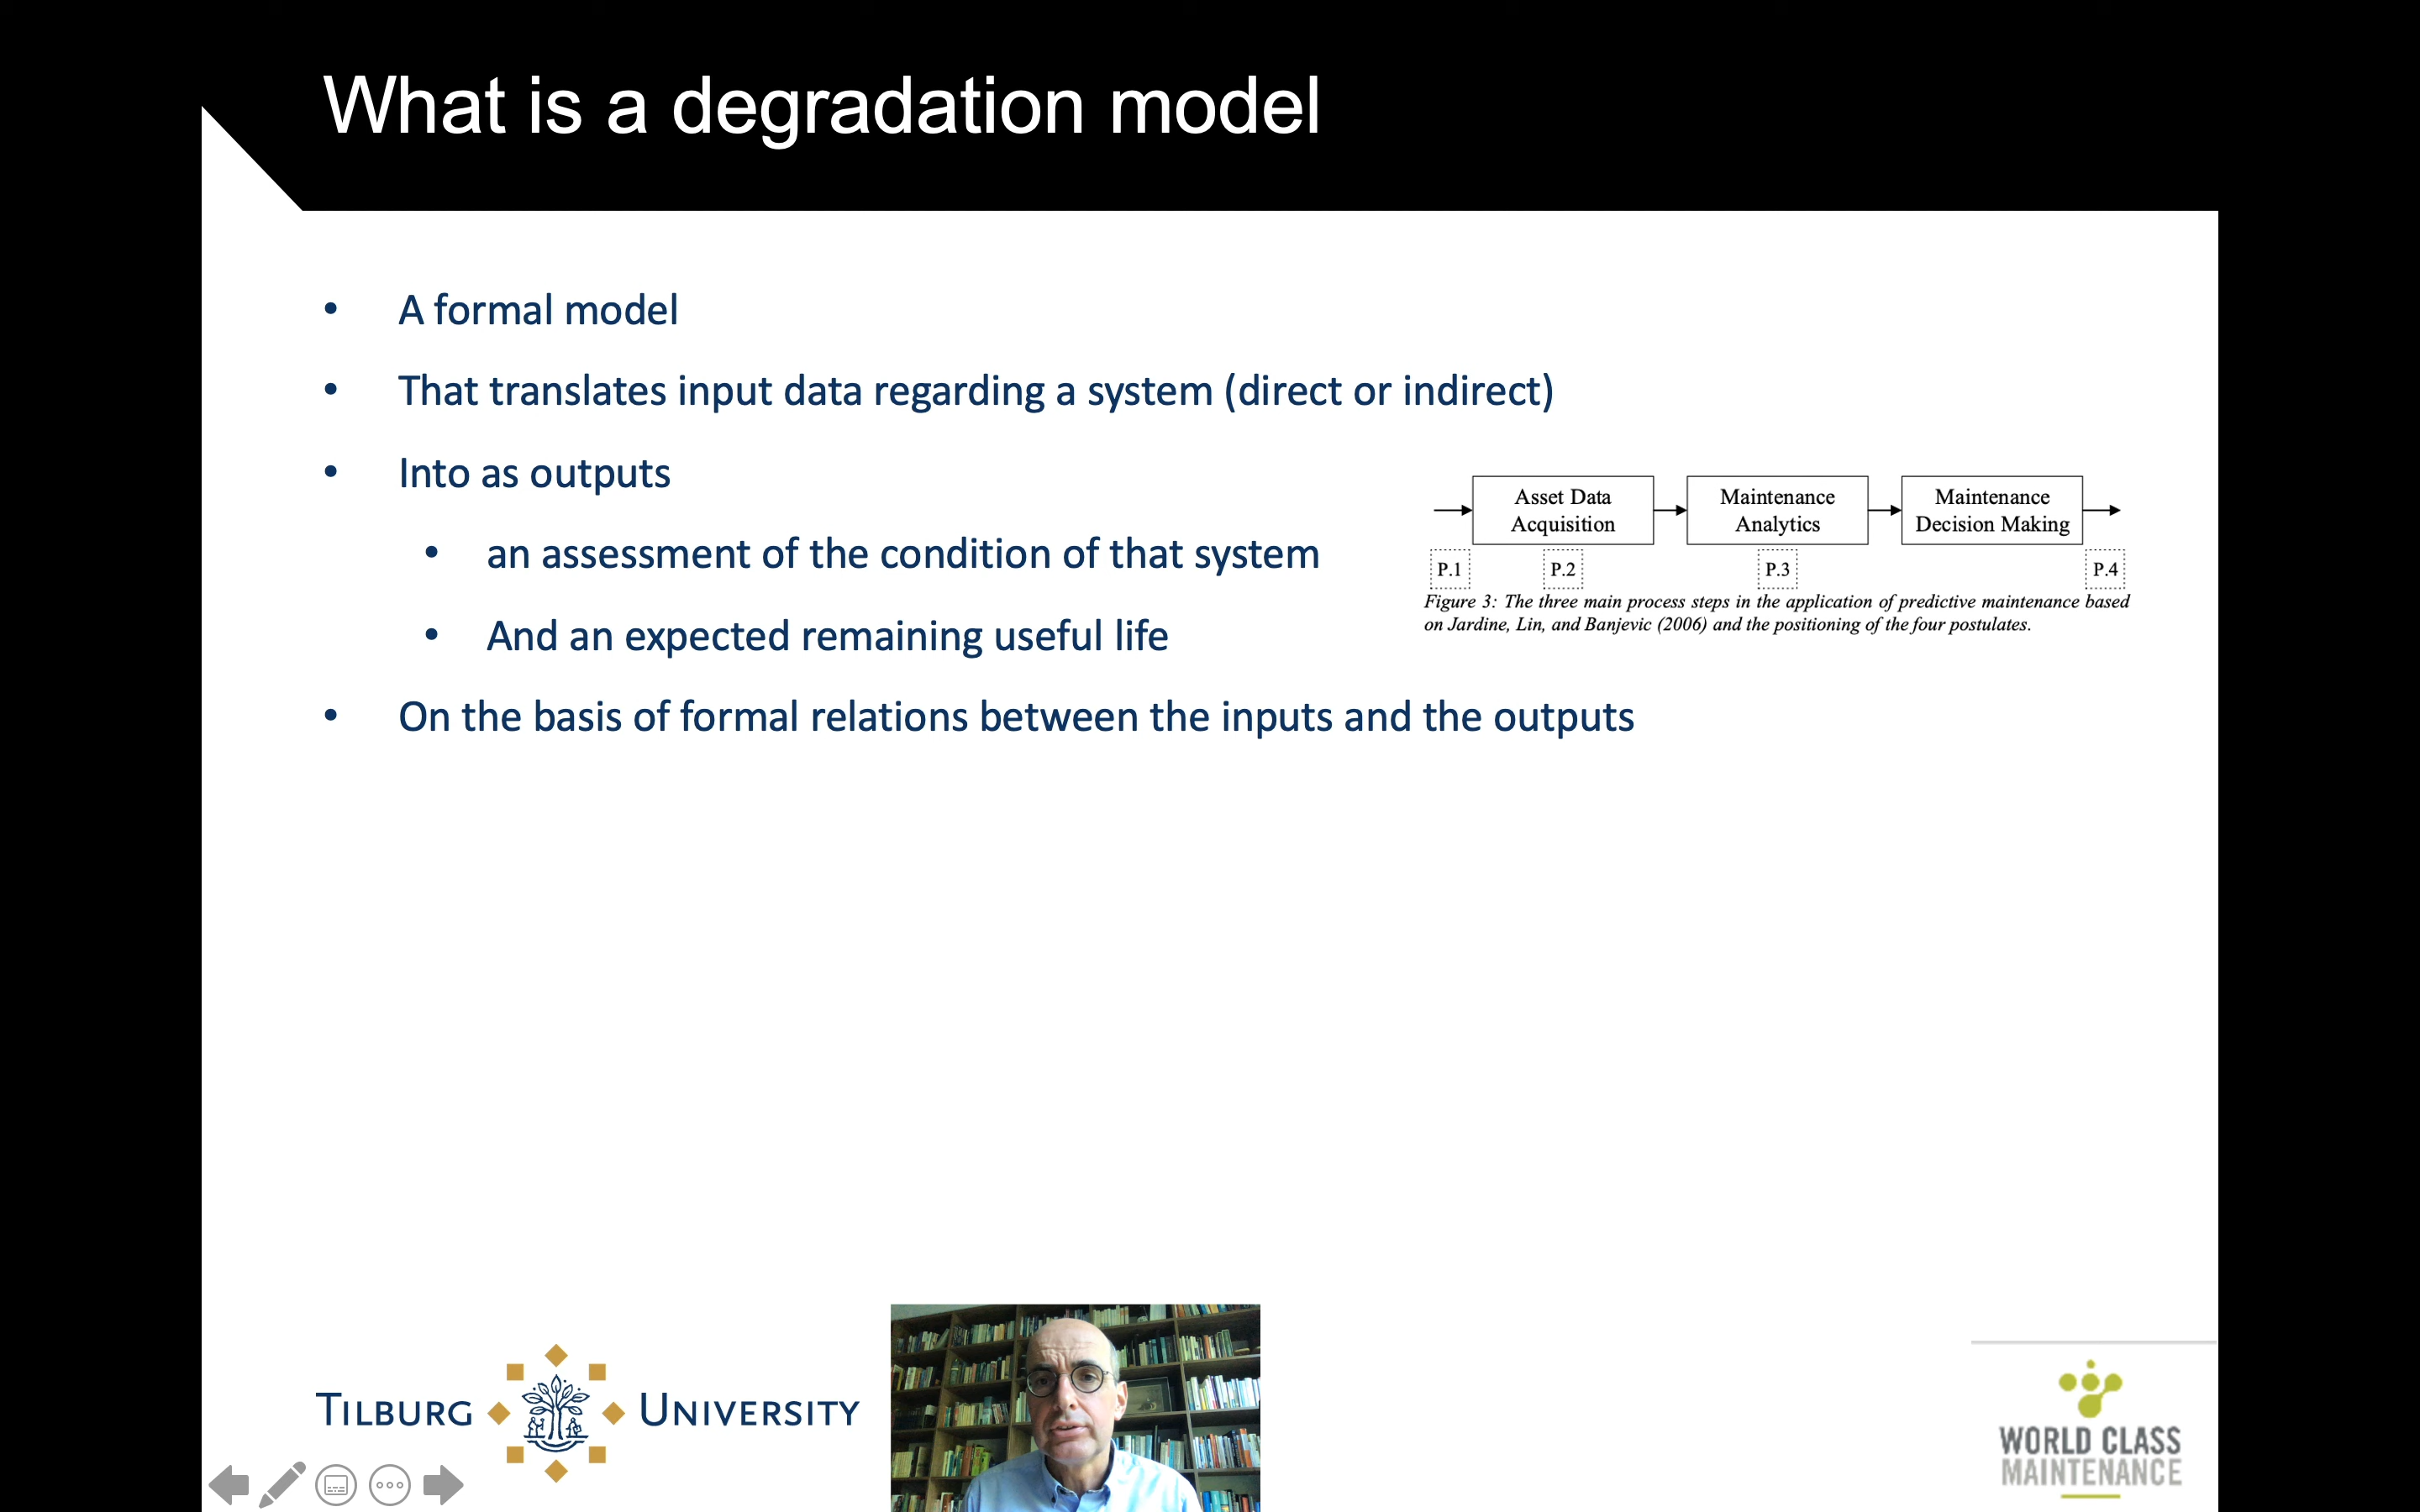 What is a degradation model
• A formal model
• That translates input data regarding a system (direct or indirect)
• Into as outputs
• an assessment of the condition of that system
• And an expected remaining useful life
• On the basis of formal relations between the inputs and the outputs
Asset Data
Acquisition
Maintenance
Analytics
Maintenance
Decision Making
P.1
P.2
P.3
P.4
Figure 3: The three main process steps in the application of predictive maintenance based
on Jardine, Lin, and Banjevic (2006) and the positioning of the four postulates.
TILBURG UNIVERSITY
WORLD CLASS
MAINTENANCE